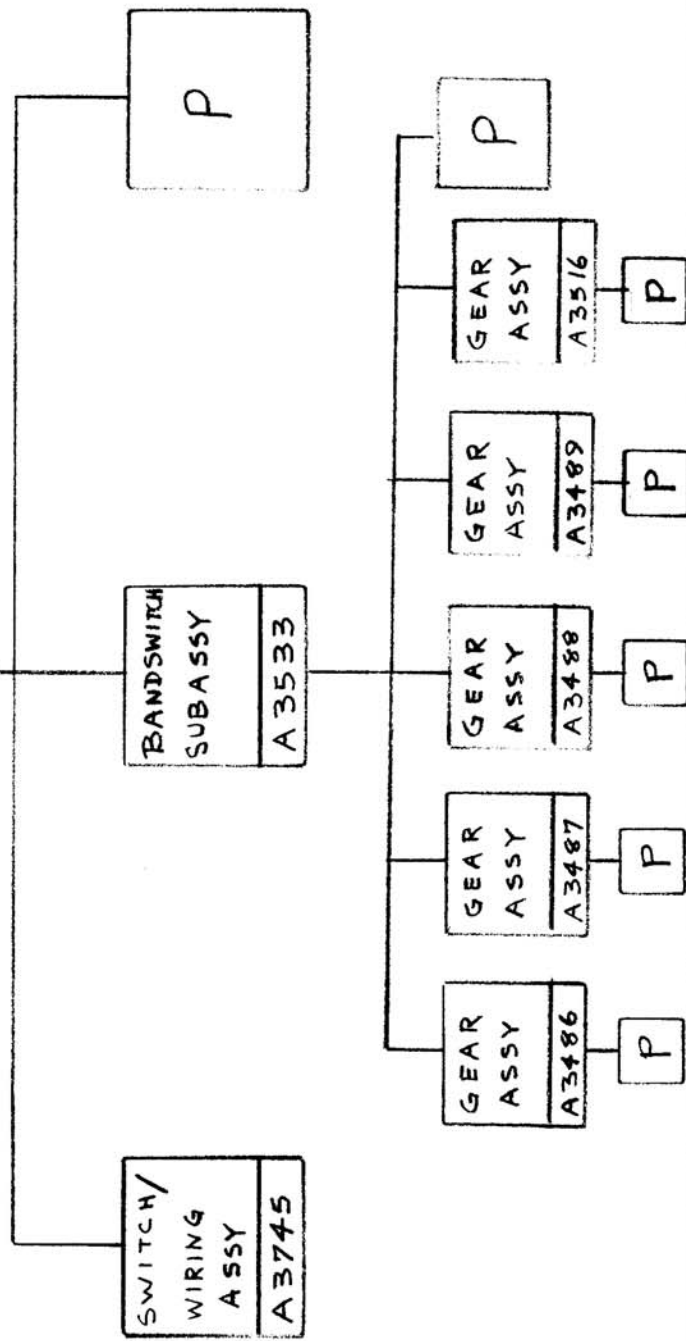 SWITCH/
WIRING
ASSY
A3745
BANDSWITCH
SUBASSY
A3533
P
GEAR
ASSY
A3486
P
GEAR
ASSY
A3487
P
GEAR
ASSY
A3488
P
GEAR
ASSY
A3489
P
GEAR
ASSY
A3516
P
P